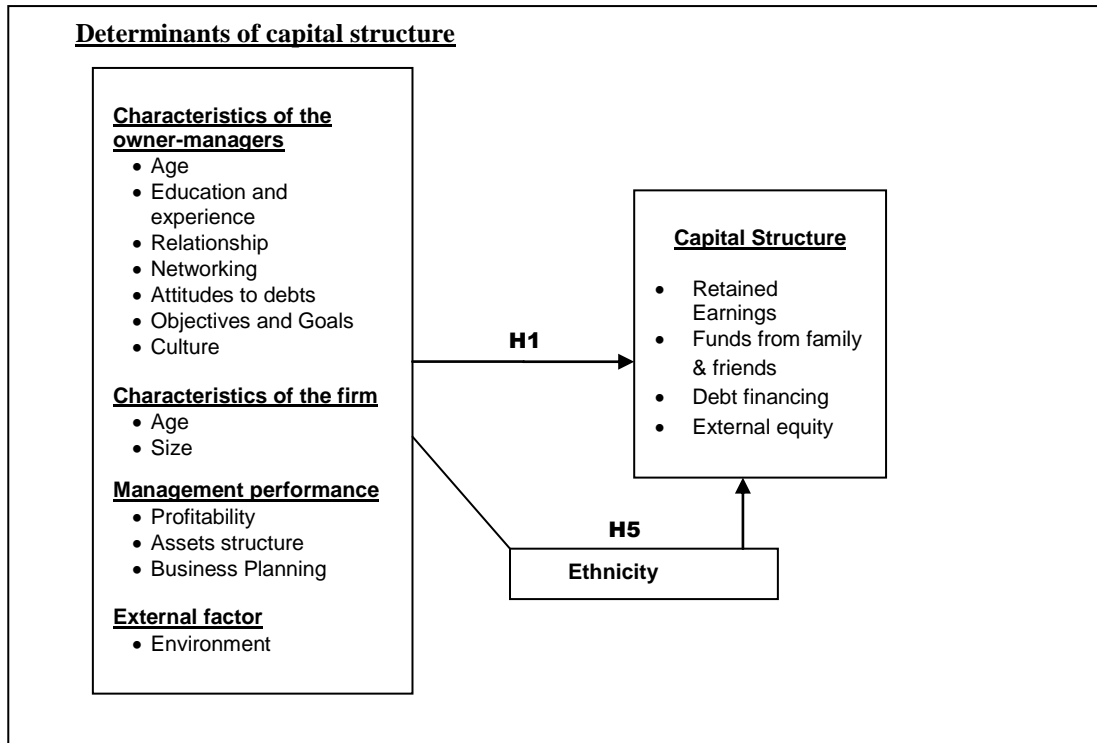 Determinants of capital structure
Characteristics of the
owner-managers
• Age
• Education and
experience
• Relationship
• Networking
• Attitudes to debts
• Objectives and Goals
• Culture
Characteristics of the firm
• Age
• Size
Management performance
• Profitability
• Assets structure
• Business Planning
External factor
• Environment
H1
Capital Structure
• Retained
Earnings
• Funds from family
& friends
• Debt financing
• External equity
H5
Ethnicity